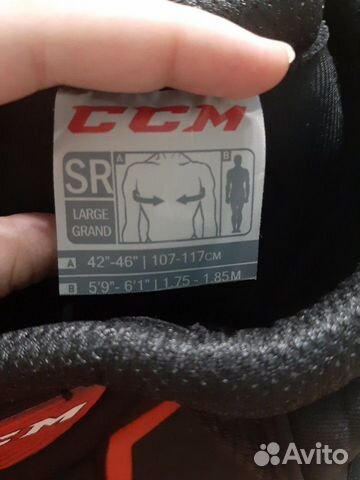 CCM
SR
A
B
LARGE
GRAND
A 42"-46" | 107-117CM
B 5'9"- 6'1" | 1.75 - 1.85M
CCM
Avito